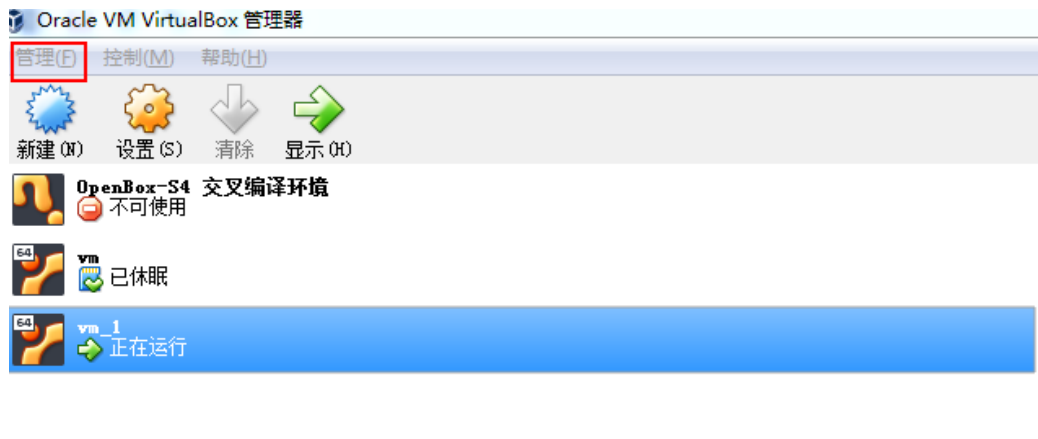 Oracle VM VirtualBox 管理器
管理(F) 控制(M) 帮助(H)
新建(N) 设置(S) 清除 显示(H)
OpenBox-S4 交叉编译环境
不可使用
64
vm
已休眠
64
vm_1
正在运行